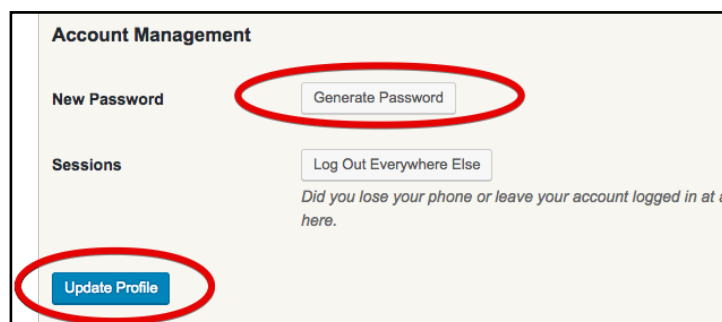 Account Management
New Password
Generate Password
Sessions
Log Out Everywhere Else
Did you lose your phone or leave your account logged in at
here.
Update Profile